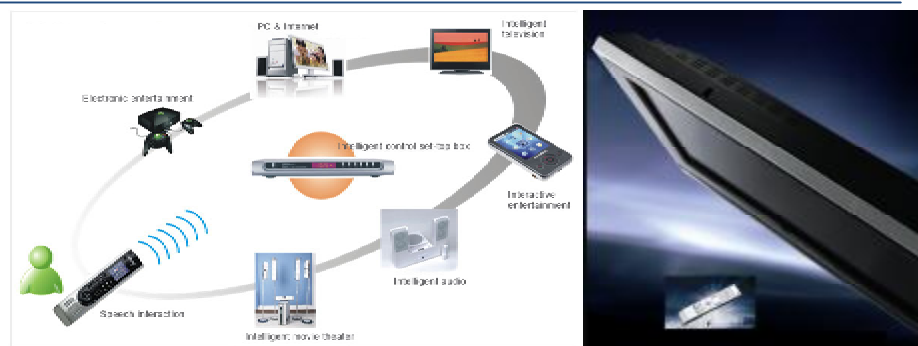 PC & Internet
Intelligent
television
Electronic entertainment
Intelligent control set-top box
Interactive
entertainment
Intelligent audio
Speech interaction
Intelligent movie theater